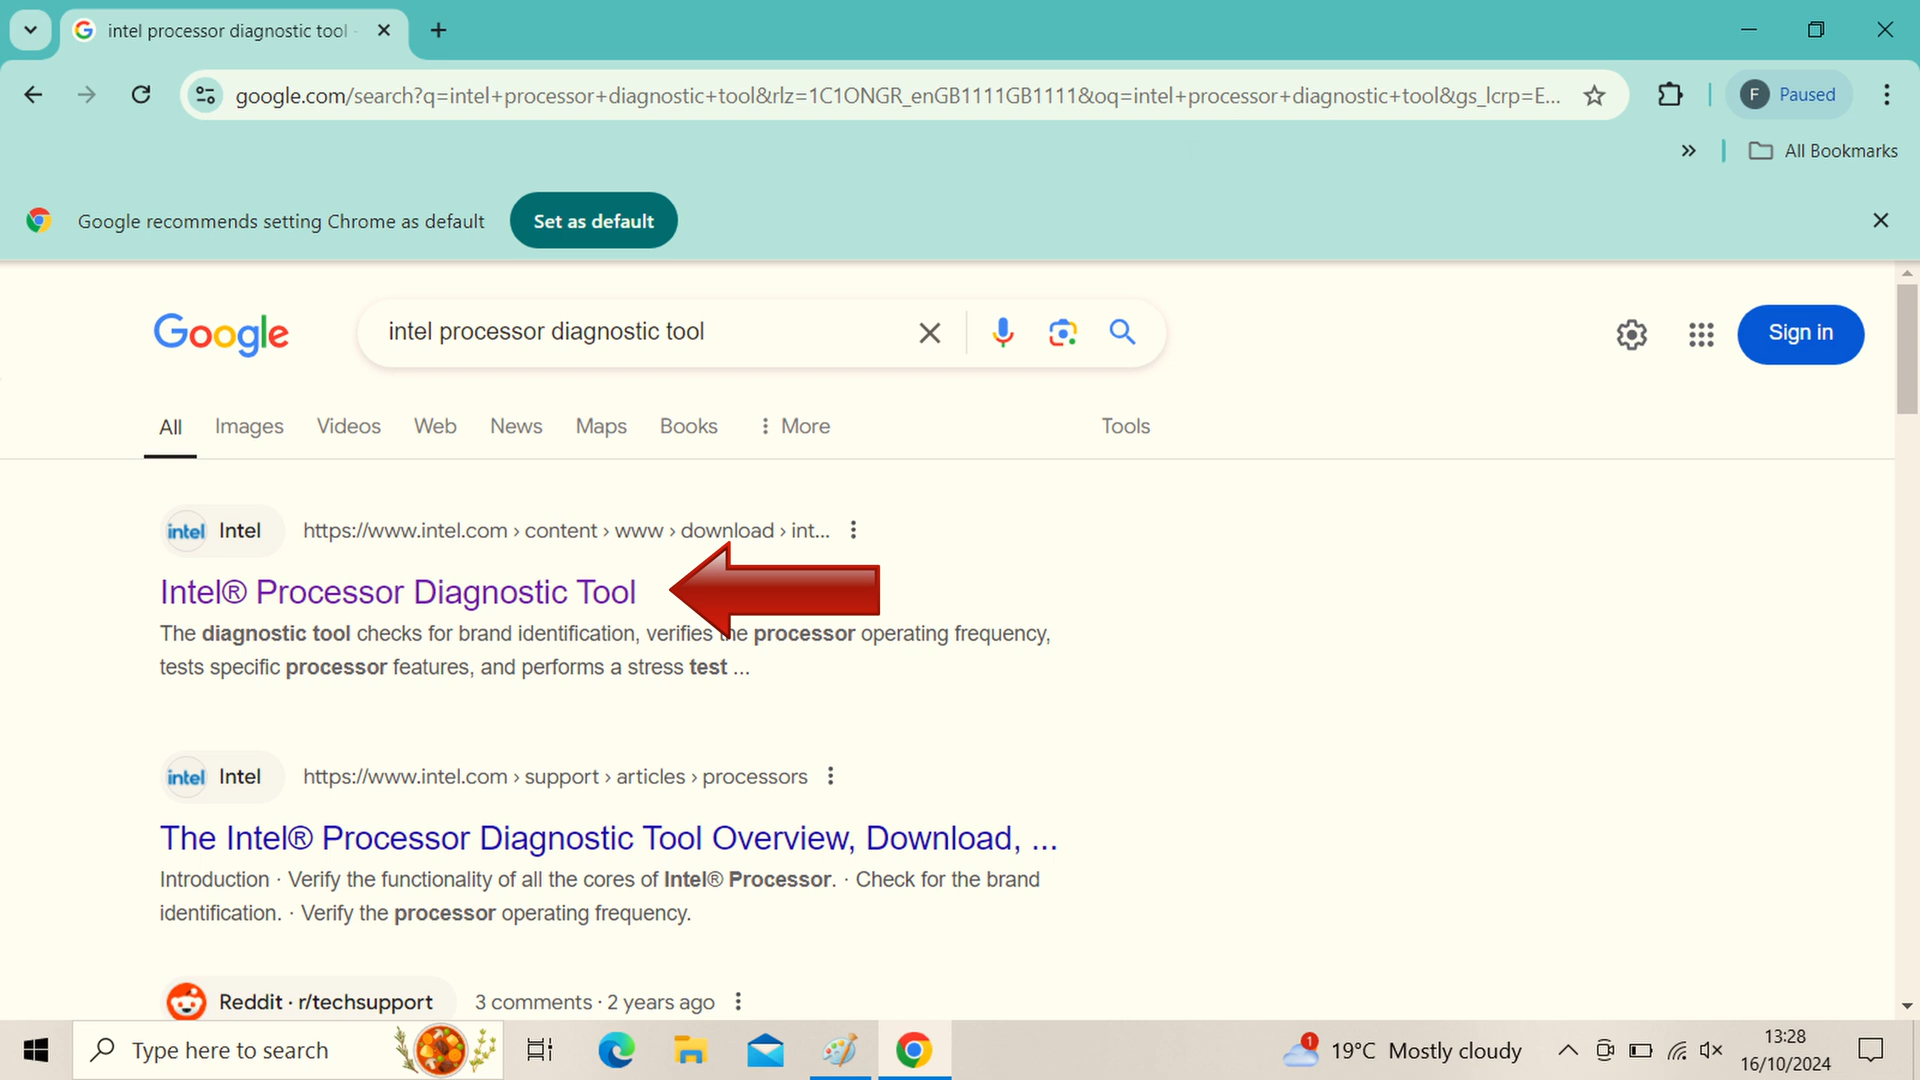 intel processor diagnostic tool -
google.com/search?q=intel+processor+diagnostic+tool&rlz=1C1ONGR_enGB1111GB1111&oq=intel+processor+diagnostic+tool&gs_lcrp=E...
F Paused
» All Bookmarks
Google recommends setting Chrome as default Set as default
Google intel processor diagnostic tool Sign in
All Images Videos Web News Maps Books More Tools
intel Intel https://www.intel.com › content › www › download › int...
Intel® Processor Diagnostic Tool
The diagnostic tool checks for brand identification, verifies the processor operating frequency,
tests specific processor features, and performs a stress test ...
intel Intel https://www.intel.com › support › articles › processors
The Intel® Processor Diagnostic Tool Overview, Download, ...
Introduction · Verify the functionality of all the cores of Intel® Processor. · Check for the brand
identification. · Verify the processor operating frequency.
Reddit · r/techsupport 3 comments · 2 years ago
Type here to search 1 19°C Mostly cloudy 13:28
16/10/2024